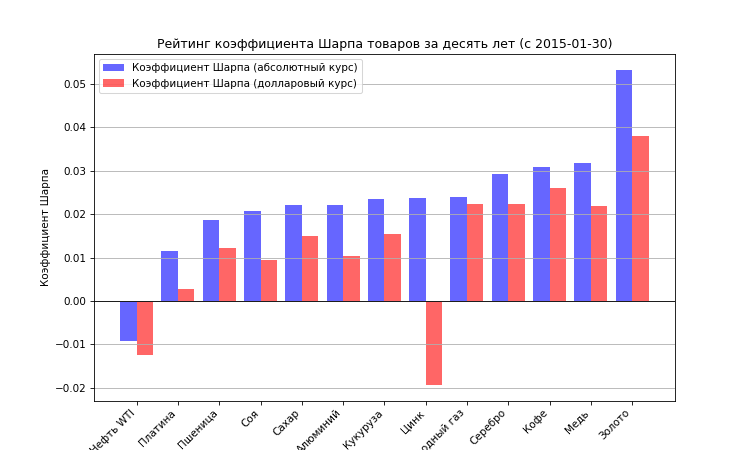 Рейтинг коэффициента Шарпа товаров за десять лет (с 2015-01-30)
Коэффициент Шарпа (абсолютный курс)
Коэффициент Шарпа (долларовый курс)
Коэффициент Шарпа
0.05
0.04
0.03
0.02
0.01
0.00
−0.01
−0.02
Нефть WTI
Платина
Пшеница
Соя
Сахар
Алюминий
Кукуруза
Цинк
газ
Серебро
Кофе
Медь
Золото